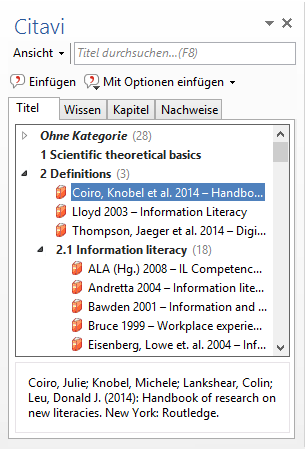 Citavi
Ansicht
Titel durchsuchen...(F8)
Einfügen
Mit Optionen einfügen
Titel
Wissen
Kapitel
Nachweise
Ohne Kategorie (28)
1 Scientific theoretical basics
2 Definitions (3)
Coiro, Knobel et al. 2014 – Handbo...
Lloyd 2003 – Information Literacy
Thompson, Jaeger et al. 2014 – Digi...
2.1 Information literacy (18)
ALA (Hg.) 2008 – IL Competenc...
Andretta 2004 – Information lite...
Bawden 2001 – Information and ...
Bruce 1999 – Workplace experie...
Eisenberg, Lowe et. al. 2004 – Inf...
Coiro, Julie; Knobel, Michele; Lankshear, Colin;
Leu, Donald J. (2014): Handbook of research
on new literacies. New York: Routledge.